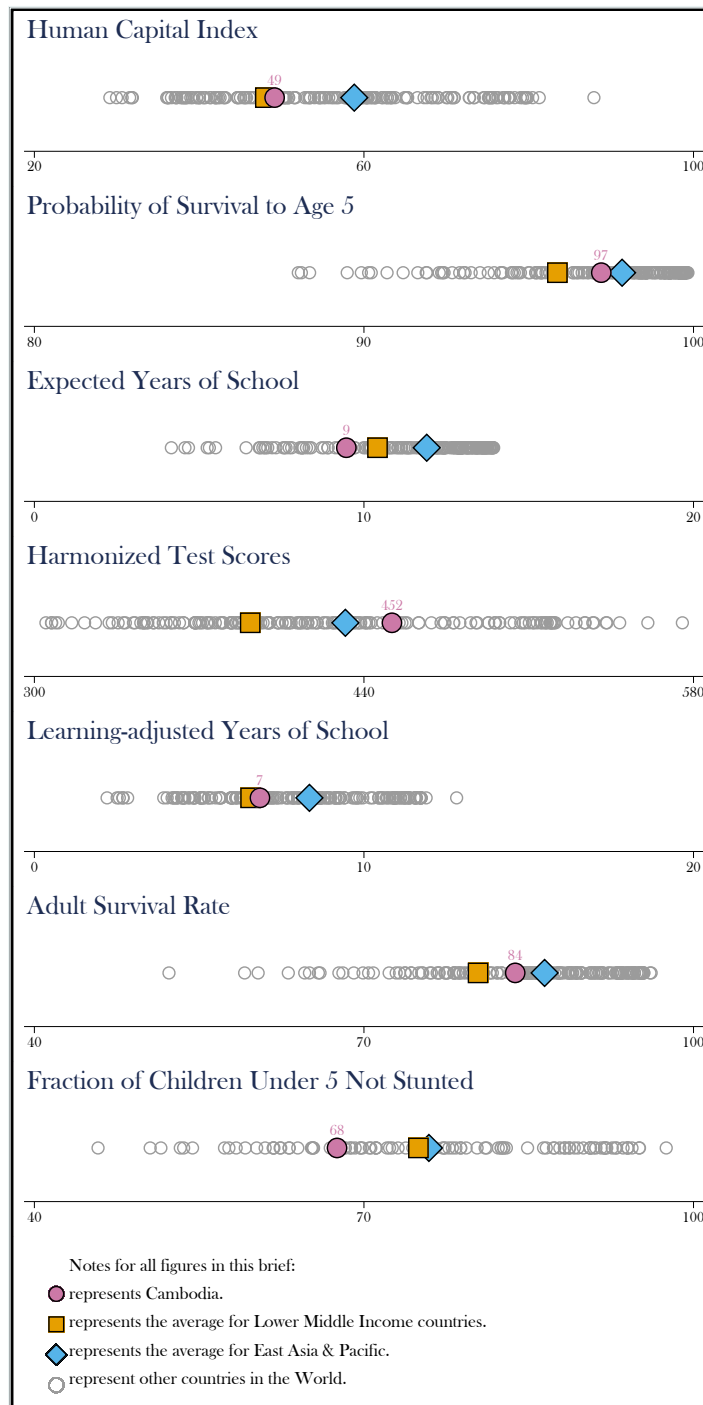 Human Capital Index
49
20 60 100
Probability of Survival to Age 5
97
80 90 100
Expected Years of School
9
0 10 20
Harmonized Test Scores
452
300 440 580
Learning-adjusted Years of School
7
0 10 20
Adult Survival Rate
84
40 70 100
Fraction of Children Under 5 Not Stunted
68
40 70 100
Notes for all figures in this brief:
represents Cambodia.
represents the average for Lower Middle Income countries.
represents the average for East Asia & Pacific.
represent other countries in the World.